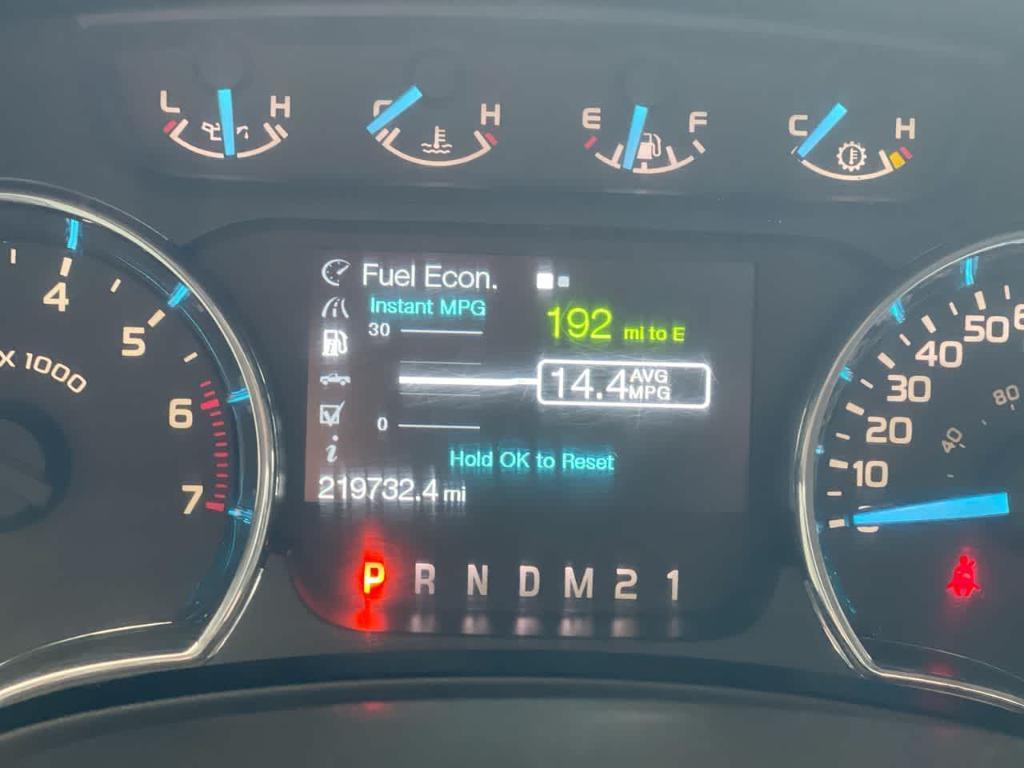 L H
C H
E F
C H
4
5
6
7
X 1000
Fuel Econ.
Instant MPG
30
192 mi to E
14.4 AVG MPG
0
Hold OK to Reset
219732.4 mi
P R N D M 2 1
50
40
30
20
10
80
40